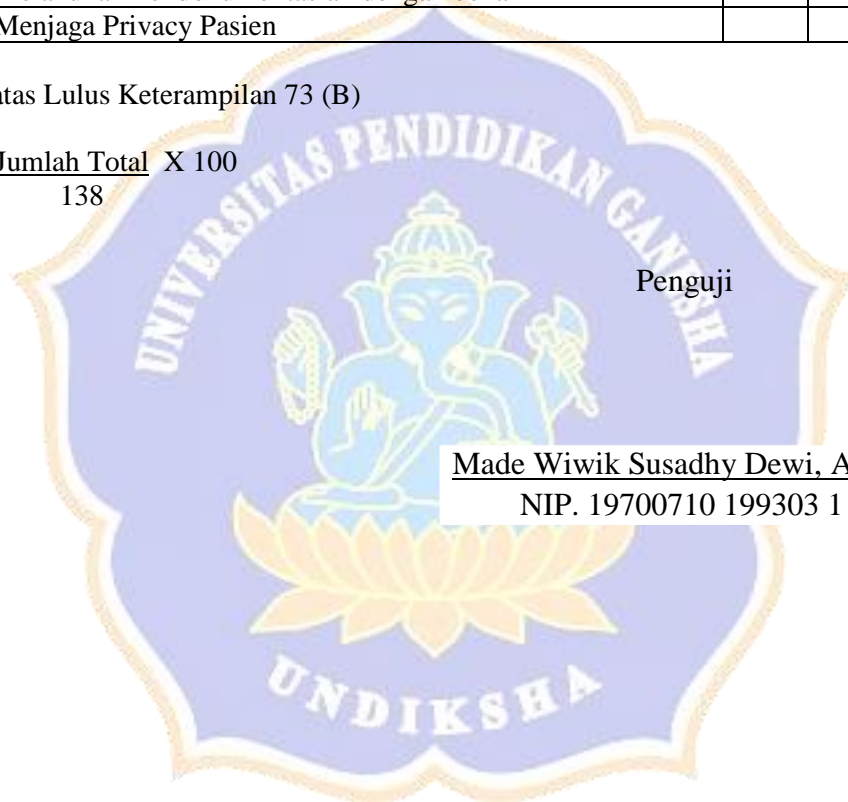 Menjaga Privacy Pasien
Lulus Keterampilan 73 (B)
Jumlah Total X 100
138
UNIVERSITAS PENDIDIKAN GANESHA
Penguji
Made Wiwik Susadhy Dewi, A
NIP. 19700710 199303 1
UNDIKSHA